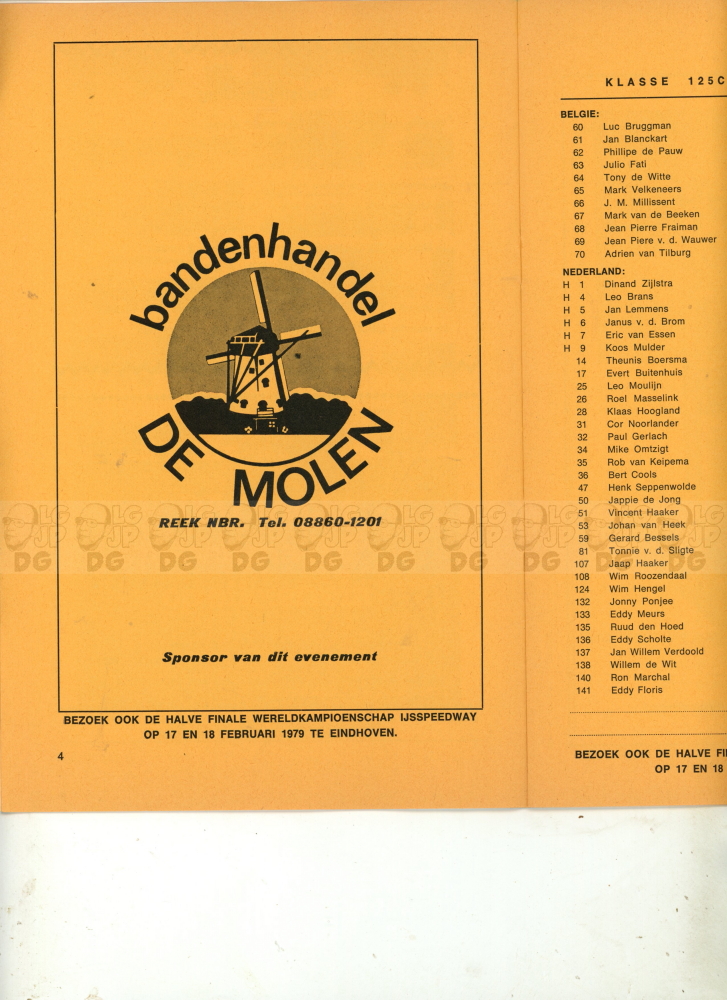 bandenhandel
DE MOLEN
REEK NBR. Tel. 08860-1201
Sponsor van dit evenement
BEZOEK OOK DE HALVE FINALE WERELDKAMPIOENSCHAP IJSSPEEDWAY
OP 17 EN 18 FEBRUARI 1979 TE EINDHOVEN.
4
KLASSE 125C
BELGIE:
60 Luc Bruggman
61 Jan Blanckart
62 Phillipe de Pauw
63 Julio Fati
64 Tony de Witte
65 Mark Velkeneers
66 J. M. Millissent
67 Mark van de Beeken
68 Jean Pierre Fraiman
69 Jean Piere v. d. Wauwer
70 Adrien van Tilburg
NEDERLAND:
H 1 Dinand Zijlstra
H 4 Leo Brans
H 5 Jan Lemmens
H 6 Janus v. d. Brom
H 7 Eric van Essen
H 9 Koos Mulder
14 Theunis Boersma
17 Evert Buitenhuis
25 Leo Moulijn
26 Roel Masselink
28 Klaas Hoogland
31 Cor Noorlander
32 Paul Gerlach
34 Mike Omtzigt
35 Rob van Keipema
36 Bert Cools
47 Henk Seppenwolde
50 Jappie de Jong
51 Vincent Haaker
53 Johan van Heek
59 Gerard Bessels
81 Tonnie v. d. Sligte
107 Jaap Haaker
108 Wim Roozendaal
124 Wim Hengel
132 Jonny Ponjee
133 Eddy Meurs
135 Ruud den Hoed
136 Eddy Scholte
137 Jan Willem Verdoold
138 Willem de Wit
140 Ron Marchal
141 Eddy Floris
BEZOEK OOK DE HALVE FI
OP 17 EN 18